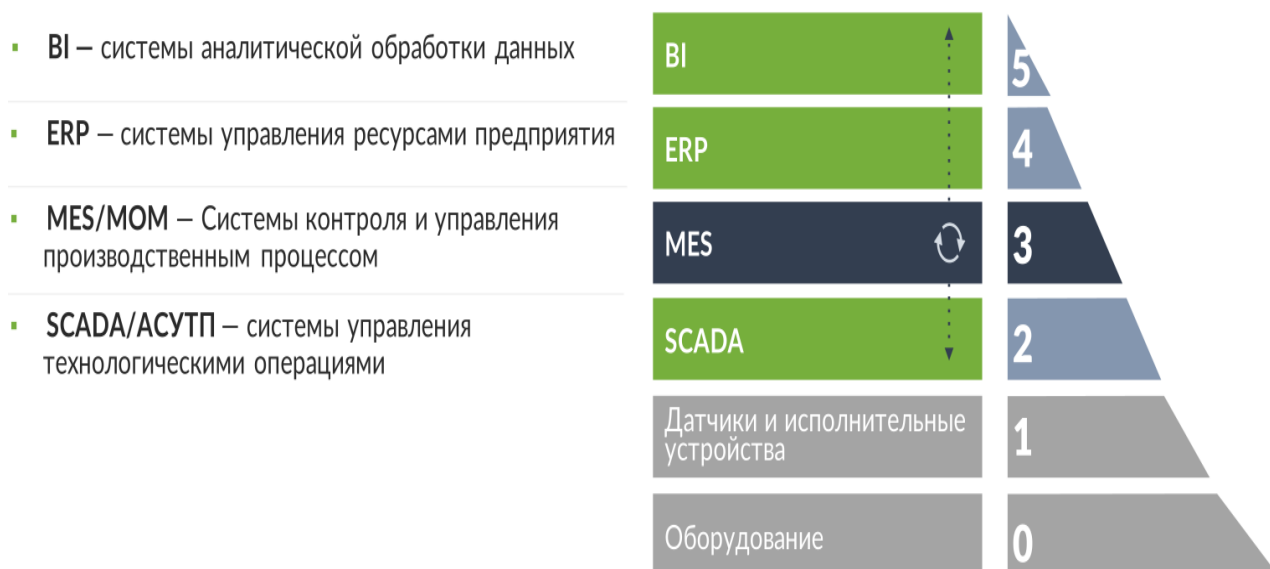 ▪ BI – системы аналитической обработки данных
▪ ERP – системы управления ресурсами предприятия
▪ MES/MOM – Системы контроля и управления
производственным процессом
▪ SCADA/АСУТП – системы управления
технологическими операциями
BI
5
ERP
4
MES
3
SCADA
2
Датчики и исполнительные
устройства
1
Оборудование
0